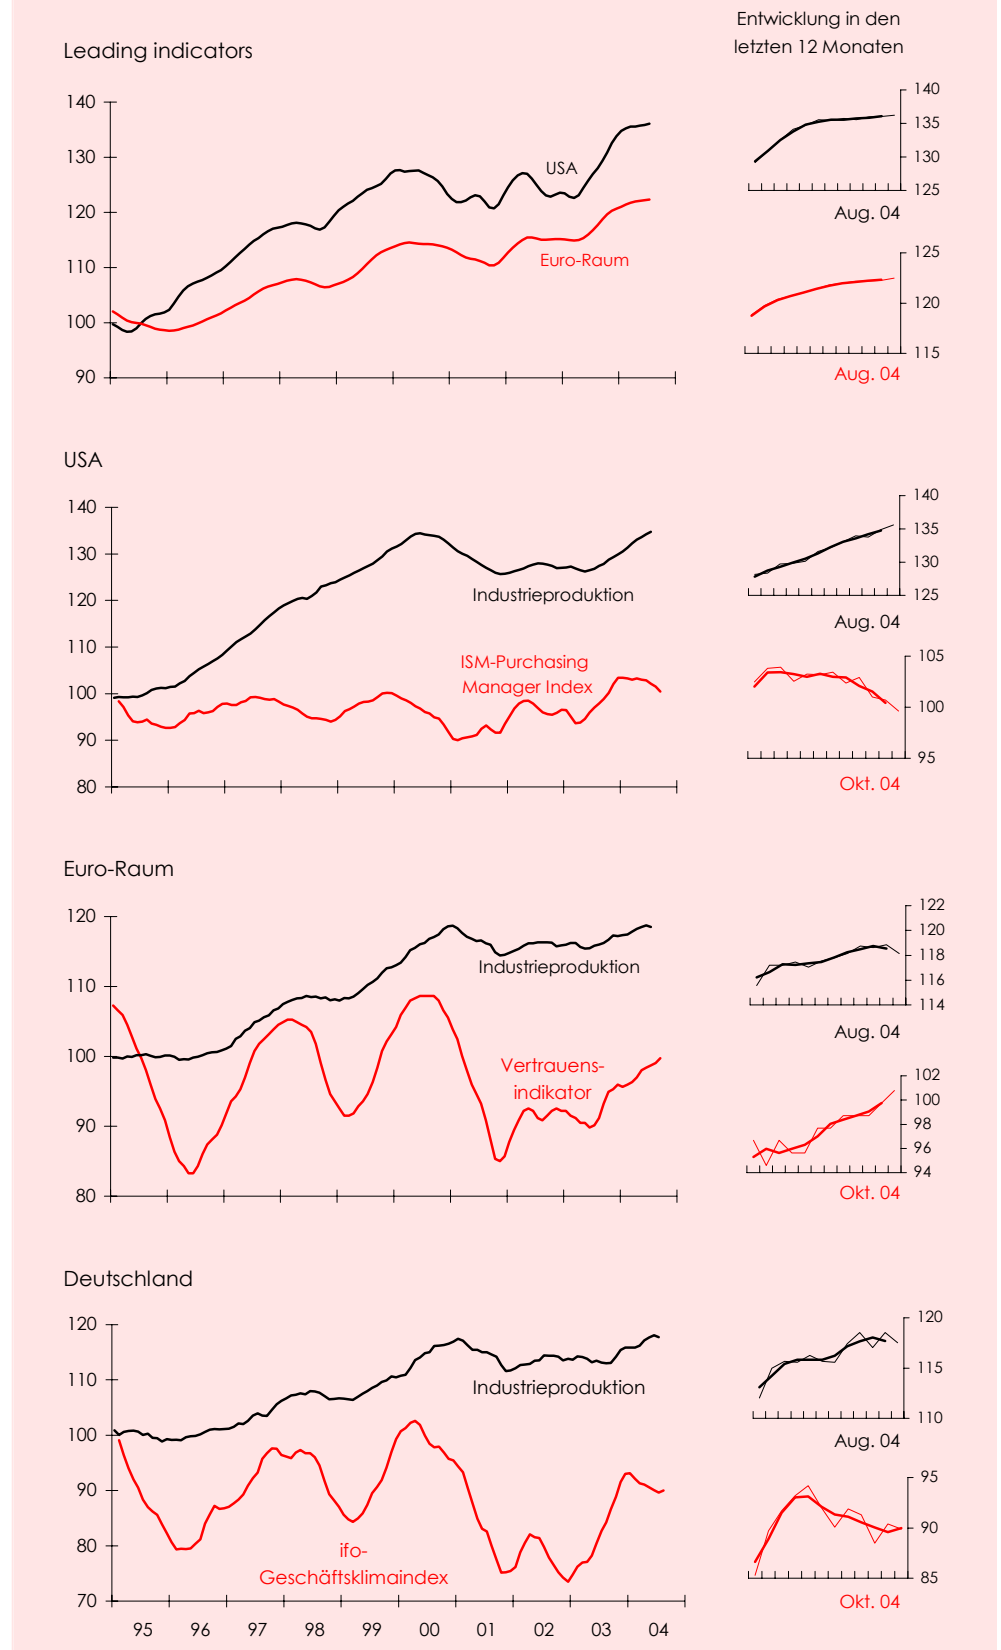 Entwicklung in den
letzten 12 Monaten
Leading indicators
140
130
120
110
100
90
USA
Euro-Raum
140
135
130
125
Aug. 04
125
120
115
Aug. 04
USA
140
130
120
110
100
90
80
Industrieproduktion
ISM-Purchasing
Manager Index
140
135
130
125
Aug. 04
105
100
95
Okt. 04
Euro-Raum
120
110
100
90
80
Industrieproduktion
Vertrauens-
indikator
122
120
118
116
114
Aug. 04
102
100
98
96
94
Okt. 04
Deutschland
120
110
100
90
80
70
Industrieproduktion
ifo-
Geschäftsklimaindex
95 96 97 98 99 00 01 02 03 04
120
115
110
Aug. 04
95
90
85
Okt. 04